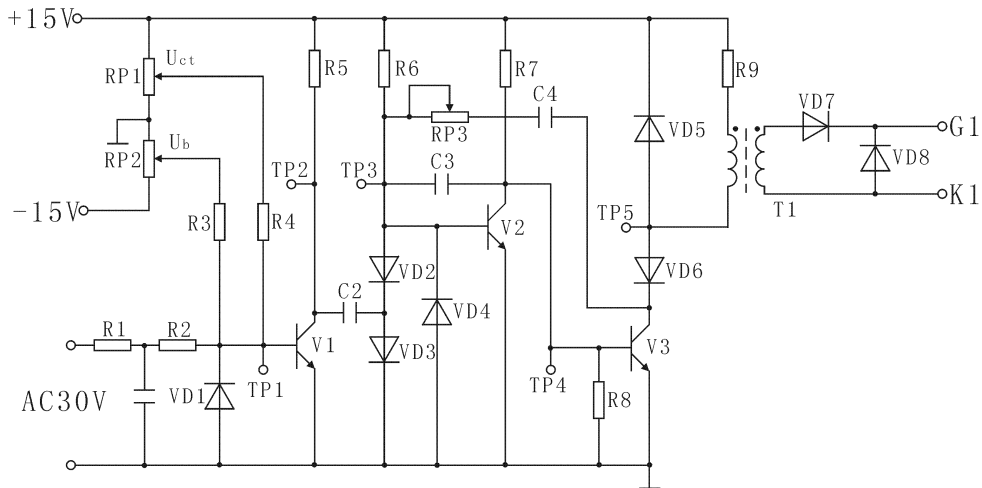 +15V
Uct
RP1
R5
R6
R7
R9
C4
VD7
G1
RP3
VD5
Ub
RP2
C3
VD8
TP2
TP3
K1
-15V
T1
R3
R4
V2
TP5
VD2
VD6
C2
VD4
R1
R2
V1
VD3
V3
AC30V
VD1
TP1
TP4
R8